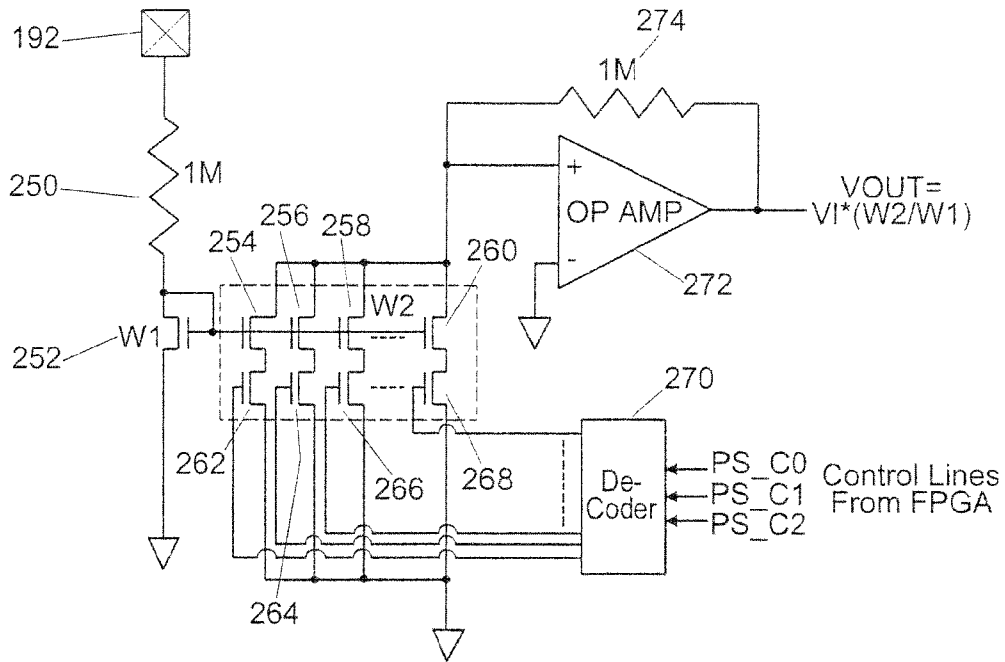 192
274
1M
250
1M
254
256
258
260
+
OP AMP
-
VOUT=
VI*(W2/W1)
272
W2
W1
252
262
264
266
268
270
De-
Coder
PS_C0
PS_C1
PS_C2
Control Lines
From FPGA